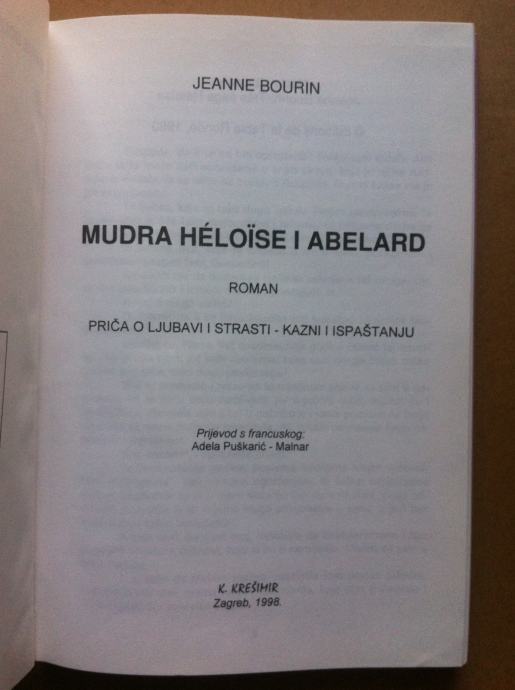 JEANNE BOURIN
MUDRA HÉLOÏSE I ABELARD
ROMAN
PRIČA O LJUBAVI I STRASTI - KAZNI I ISPAŠTANJU
Prijevod s francuskog:
Adela Puškarić - Malnar
K. KREŠIMIR
Zagreb, 1998.